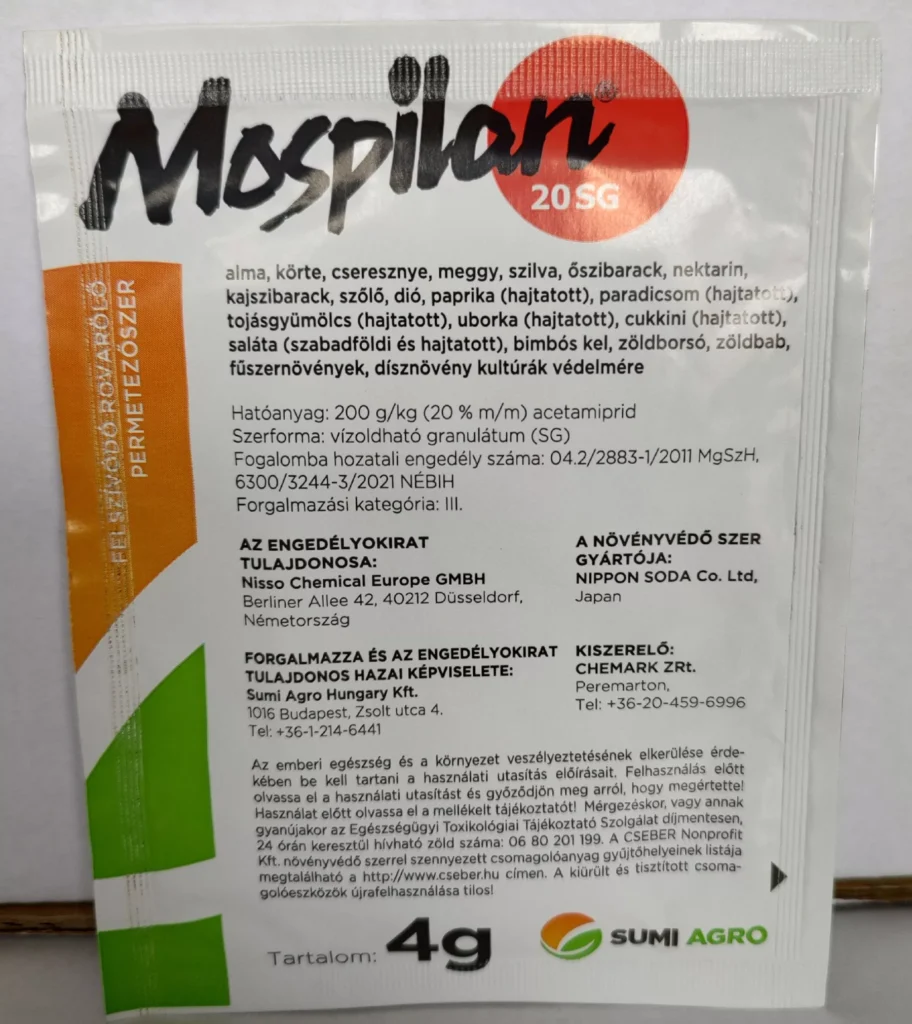 Mospilan®
20 SG
FELSZÍVÓDÓ ROVARÖLŐ
PERMETEZŐSZER
alma, körte, cseresznye, meggy, szilva, őszibarack, nektarin,
kajszibarack, szőlő, dió, paprika (hajtatott), paradicsom (hajtatott),
tojásgyümölcs (hajtatott), uborka (hajtatott), cukkini (hajtatott),
saláta (szabadföldi és hajtatott), bimbós kel, zöldborsó, zöldbab,
fűszernövények, dísznövény kultúrák védelmére
Hatóanyag: 200 g/kg (20 % m/m) acetamiprid
Szerforma: vízoldható granulátum (SG)
Fogalomba hozatali engedély száma: 04.2/2883-1/2011 MgSzH,
6300/3244-3/2021 NÉBIH
Forgalmazási kategória: III.
AZ ENGEDÉLYOKIRAT
TULAJDONOSA:
Nisso Chemical Europe GMBH
Berliner Allee 42, 40212 Düsseldorf,
Németország
A NÖVÉNYVÉDŐ SZER
GYÁRTÓJA:
NIPPON SODA Co. Ltd,
Japan
FORGALMAZZA ÉS AZ ENGEDÉLYOKIRAT
TULAJDONOS HAZAI KÉPVISELETE:
Sumi Agro Hungary Kft.
1016 Budapest, Zsolt utca 4.
Tel: +36-1-214-6441
KISZERELŐ:
CHEMARK ZRt.
Peremarton,
Tel: +36-20-459-6996
Az emberi egészség és a környezet veszélyeztetésének elkerülése érde-
kében be kell tartani a használati utasítás előírásait. Felhasználás előtt
olvassa el a használati utasítást és győződjön meg arról, hogy megértette!
Használat előtt olvassa el a mellékelt tájékoztatót! Mérgezéskor, vagy annak
gyanújakor az Egészségügyi Toxikológiai Tájékoztató Szolgálat díjmentesen,
24 órán keresztül hívható zöld száma: 06 80 201 199. A CSEBER Nonprofit
Kft. növényvédő szerrel szennyezett csomagolóanyag gyűjtőhelyeinek listája
megtalálható a http://www.cseber.hu címen. A kiürült és tisztított csoma-
golóeszközök újrafelhasználása tilos!
Tartalom: 4g
SUMI AGRO